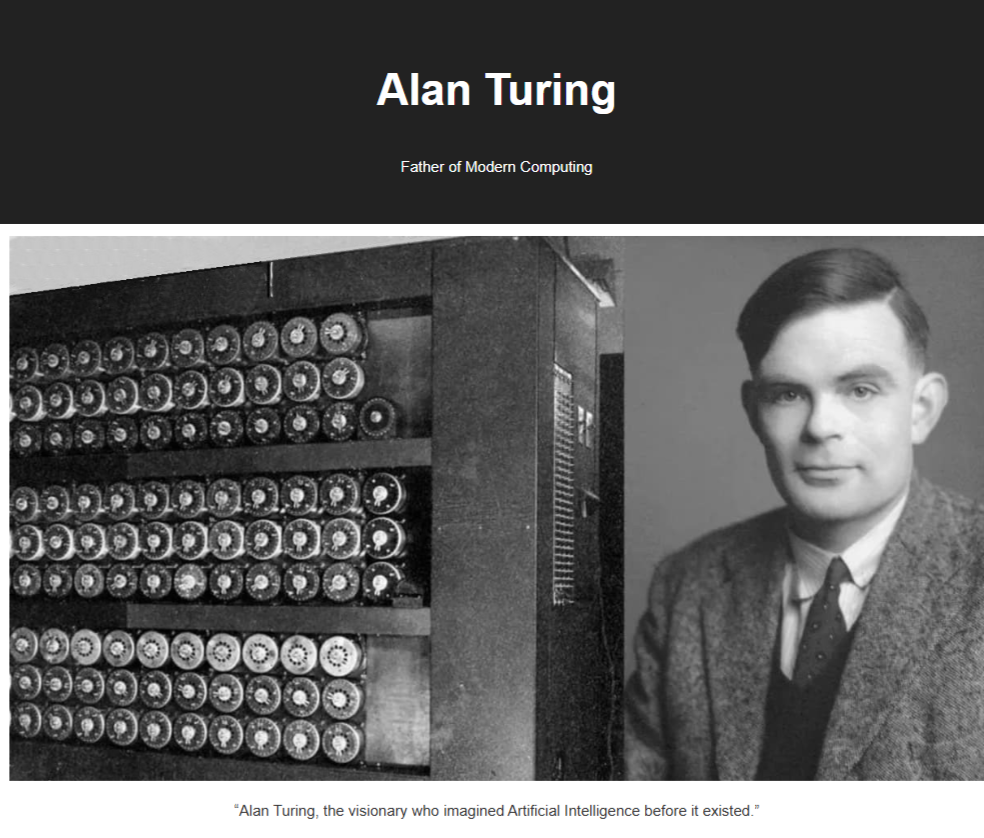 Alan Turing
Father of Modern Computing
“Alan Turing, the visionary who imagined Artificial Intelligence before it existed.”